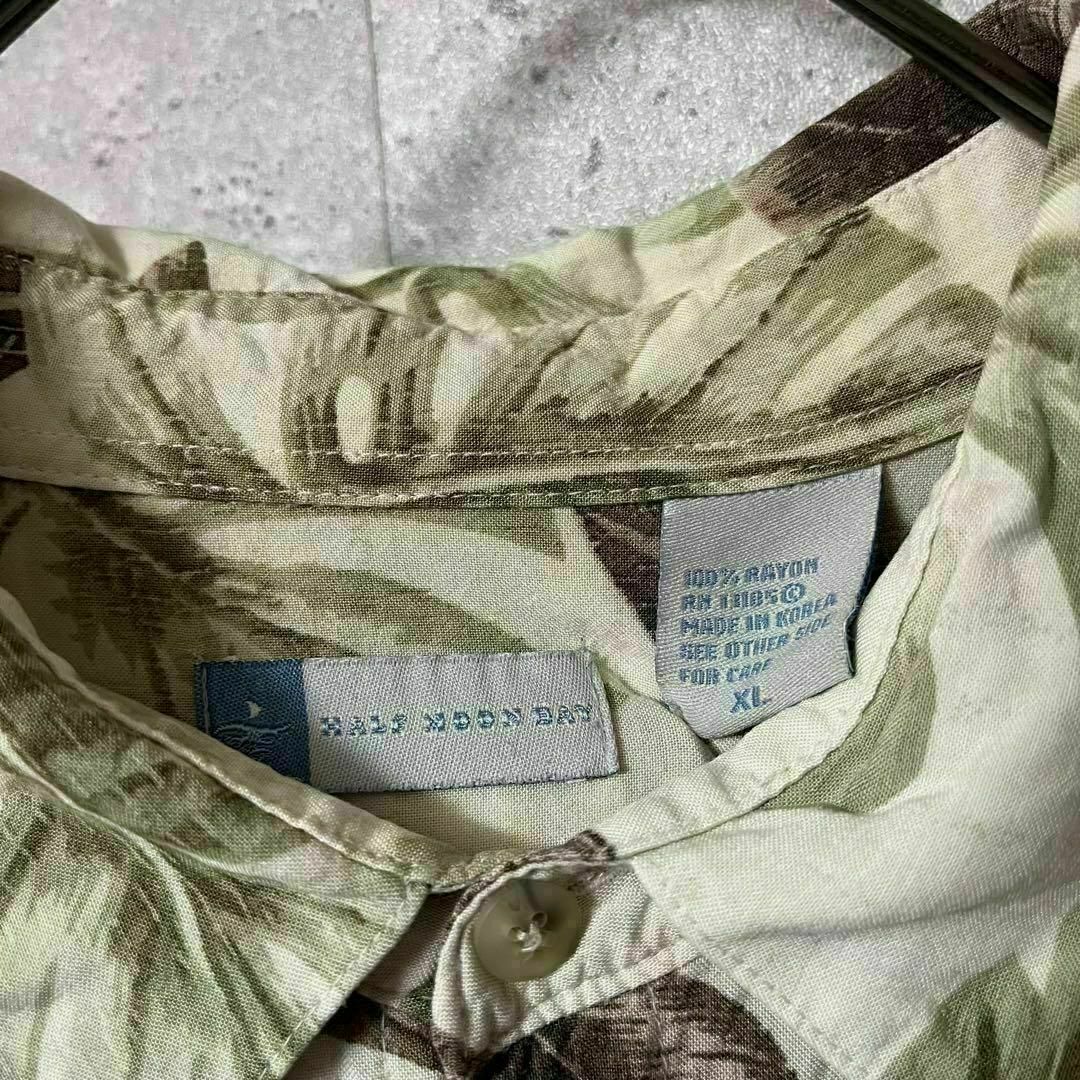 HALF MOON BAY
100% RAYON
RN 11185©
MADE IN KOREA
SEE OTHER SIDE
FOR CARE
XL